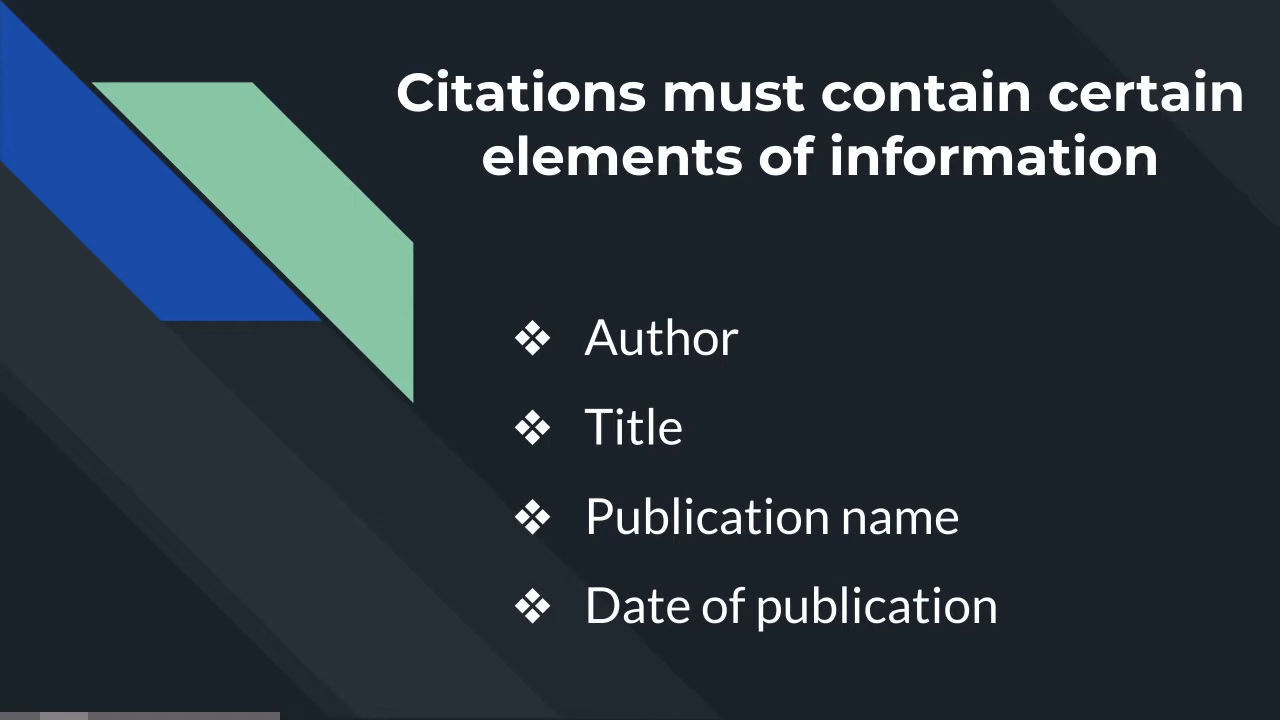 Citations must contain certain
elements of information
❖ Author
❖ Title
❖ Publication name
❖ Date of publication